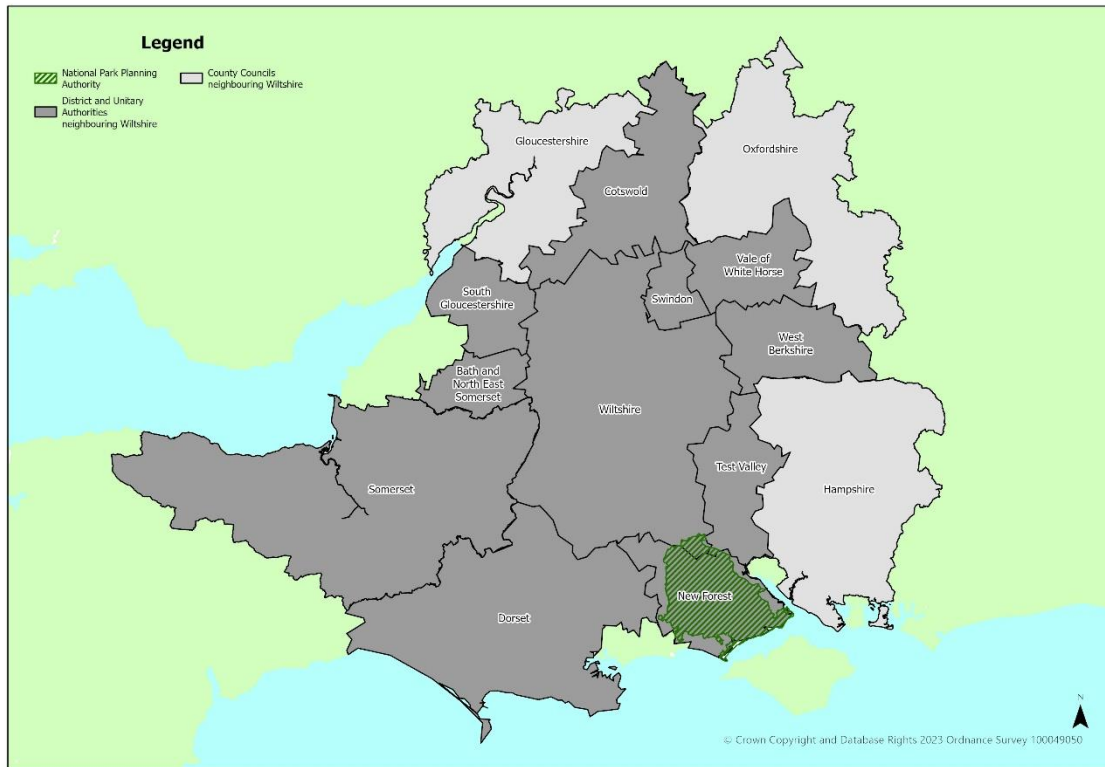 Legend
National Park Planning
Authority
County Councils
neighbouring Wiltshire
District and Unitary
Authorities
neighbouring Wiltshire
Gloucestershire
Oxfordshire
Cotswold
Vale of
White Horse
South
Gloucestershire
Swindon
West
Berkshire
Bath and
North East
Somerset
Wiltshire
Test Valley
Somerset
Hampshire
New Forest
Dorset
N
© Crown Copyright and Database Rights 2023 Ordnance Survey 100049050